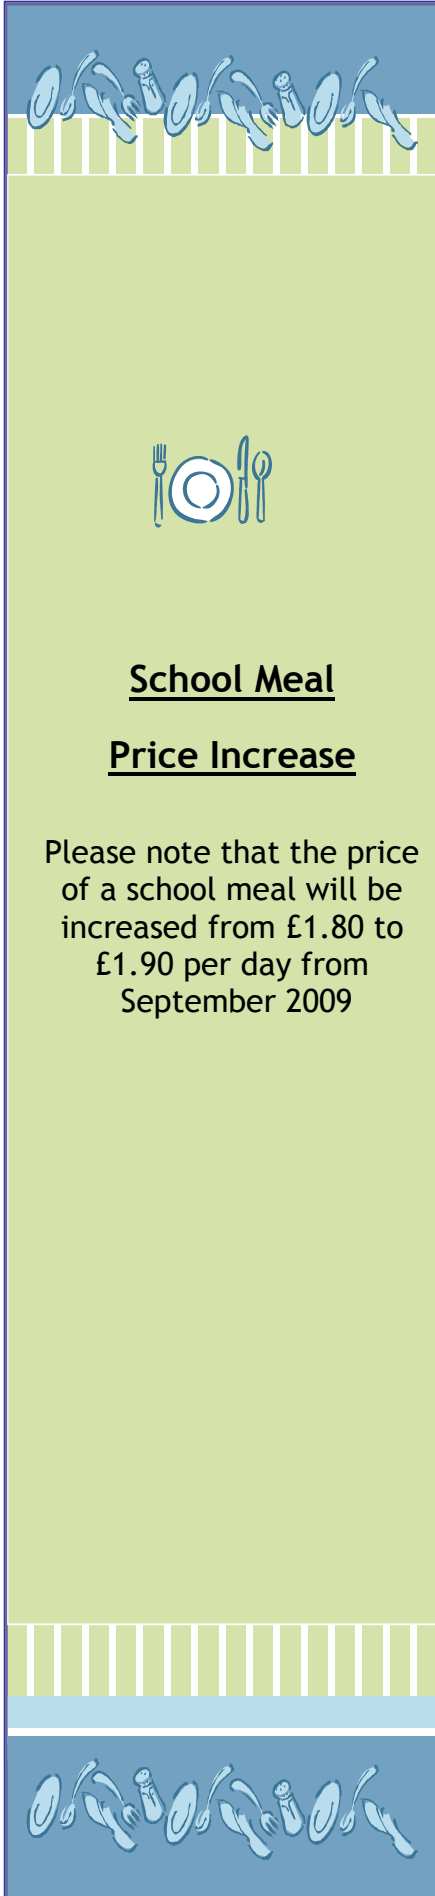 School Meal
Price Increase
Please note that the price
of a school meal will be
increased from £1.80 to
£1.90 per day from
September 2009